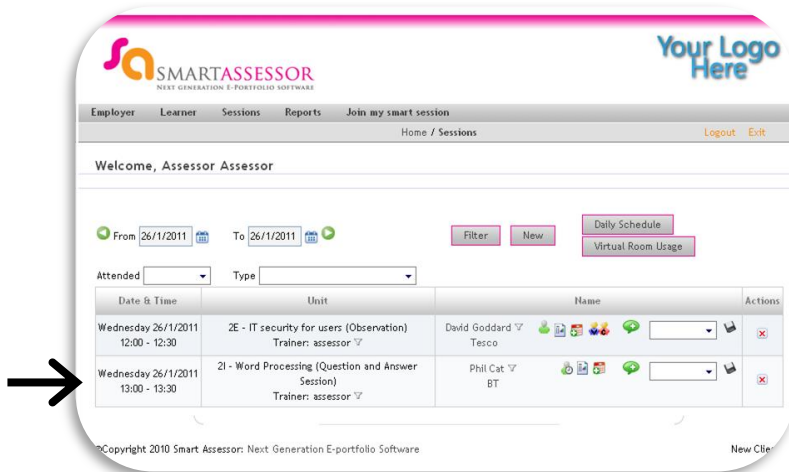 SMARTASSESSOR
NEXT GENERATION E-PORTFOLIO SOFTWARE
Your Logo
Here
Employer Learner Sessions Reports Join my smart session
Home / Sessions Logout Exit
Welcome, Assessor Assessor
From 26/1/2011 To 26/1/2011 Filter New Daily Schedule
Virtual Room Usage
Attended Type
Date & Time Unit Name Actions
Wednesday 26/1/2011 2E - IT security for users (Observation) David Goddard
12:00 - 12:30 Trainer: assessor Tesco
Wednesday 26/1/2011 2I - Word Processing (Question and Answer Phil Cat
13:00 - 13:30 Session) BT
Trainer: assessor
©Copyright 2010 Smart Assessor: Next Generation E-portfolio Software New